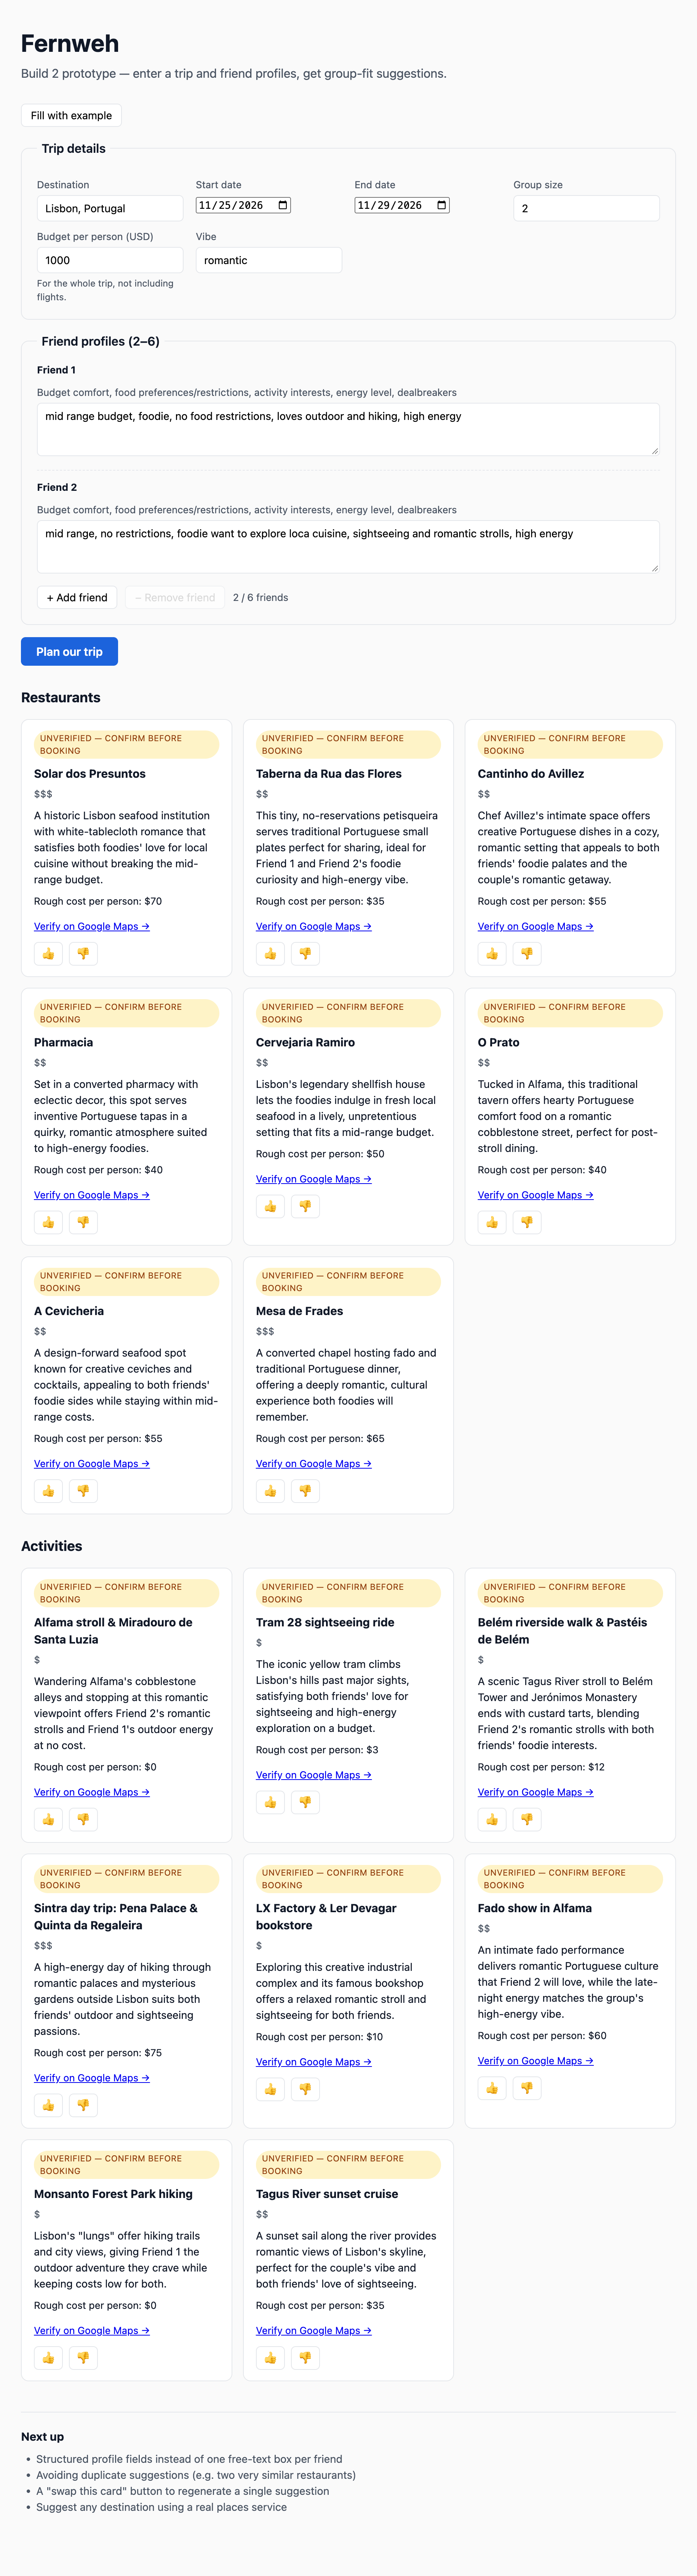 Fernweh
Build 2 prototype — enter a trip and friend profiles, get group-fit suggestions.
Fill with example
Trip details
Destination
Start date
End date
Group size
Lisbon, Portugal
11/25/2026
11/29/2026
2
Budget per person (USD)
Vibe
1000
romantic
For the whole trip, not including
flights.
Friend profiles (2–6)
Friend 1
Budget comfort, food preferences/restrictions, activity interests, energy level, dealbreakers
mid range budget, foodie, no food restrictions, loves outdoor and hiking, high energy
Friend 2
Budget comfort, food preferences/restrictions, activity interests, energy level, dealbreakers
mid range, no restrictions, foodie want to explore loca cuisine, sightseeing and romantic strolls, high energy
+ Add friend
− Remove friend
2 / 6 friends
Plan our trip
Restaurants
UNVERIFIED — CONFIRM BEFORE
BOOKING
Solar dos Presuntos
$$$
A historic Lisbon seafood institution
with white-tablecloth romance that
satisfies both foodies' love for local
cuisine without breaking the mid-
range budget.
Rough cost per person: $70
Verify on Google Maps →
UNVERIFIED — CONFIRM BEFORE
BOOKING
Taberna da Rua das Flores
$$
This tiny, no-reservations petisqueira
serves traditional Portuguese small
plates perfect for sharing, ideal for
Friend 1 and Friend 2's foodie
curiosity and high-energy vibe.
Rough cost per person: $35
Verify on Google Maps →
UNVERIFIED — CONFIRM BEFORE
BOOKING
Cantinho do Avillez
$$
Chef Avillez's intimate space offers
creative Portuguese dishes in a cozy,
romantic setting that appeals to both
friends' foodie palates and the
couple's romantic getaway.
Rough cost per person: $55
Verify on Google Maps →
UNVERIFIED — CONFIRM BEFORE
BOOKING
Pharmacia
$$
Set in a converted pharmacy with
eclectic decor, this spot serves
inventive Portuguese tapas in a
quirky, romantic atmosphere suited
to high-energy foodies.
Rough cost per person: $40
Verify on Google Maps →
UNVERIFIED — CONFIRM BEFORE
BOOKING
Cervejaria Ramiro
$$
Lisbon's legendary shellfish house
lets the foodies indulge in fresh local
seafood in a lively, unpretentious
setting that fits a mid-range budget.
Rough cost per person: $50
Verify on Google Maps →
UNVERIFIED — CONFIRM BEFORE
BOOKING
O Prato
$$
Tucked in Alfama, this traditional
tavern offers hearty Portuguese
comfort food on a romantic
cobblestone street, perfect for post-
stroll dining.
Rough cost per person: $40
Verify on Google Maps →
UNVERIFIED — CONFIRM BEFORE
BOOKING
A Cevicheria
$$
A design-forward seafood spot
known for creative ceviches and
cocktails, appealing to both friends'
foodie sides while staying within mid-
range costs.
Rough cost per person: $55
Verify on Google Maps →
UNVERIFIED — CONFIRM BEFORE
BOOKING
Mesa de Frades
$$$
A converted chapel hosting fado and
traditional Portuguese dinner,
offering a deeply romantic, cultural
experience both foodies will
remember.
Rough cost per person: $65
Verify on Google Maps →
Activities
UNVERIFIED — CONFIRM BEFORE
BOOKING
Alfama stroll & Miradouro de
Santa Luzia
$
Wandering Alfama's cobblestone
alleys and stopping at this romantic
viewpoint offers Friend 2's romantic
strolls and Friend 1's outdoor energy
at no cost.
Rough cost per person: $0
Verify on Google Maps →
UNVERIFIED — CONFIRM BEFORE
BOOKING
Tram 28 sightseeing ride
$
The iconic yellow tram climbs
Lisbon's hills past major sights,
satisfying both friends' love for
sightseeing and high-energy
exploration on a budget.
Rough cost per person: $3
Verify on Google Maps →
UNVERIFIED — CONFIRM BEFORE
BOOKING
Belém riverside walk & Pastéis
de Belém
$
A scenic Tagus River stroll to Belém
Tower and Jerónimos Monastery
ends with custard tarts, blending
Friend 2's romantic strolls with both
friends' foodie interests.
Rough cost per person: $12
Verify on Google Maps →
UNVERIFIED — CONFIRM BEFORE
BOOKING
Sintra day trip: Pena Palace &
Quinta da Regaleira
$$$
A high-energy day of hiking through
romantic palaces and mysterious
gardens outside Lisbon suits both
friends' outdoor and sightseeing
passions.
Rough cost per person: $75
Verify on Google Maps →
UNVERIFIED — CONFIRM BEFORE
BOOKING
LX Factory & Ler Devagar
bookstore
$
Exploring this creative industrial
complex and its famous bookshop
offers a relaxed romantic stroll and
sightseeing for both friends.
Rough cost per person: $10
Verify on Google Maps →
UNVERIFIED — CONFIRM BEFORE
BOOKING
Fado show in Alfama
$$
An intimate fado performance
delivers romantic Portuguese culture
that Friend 2 will love, while the late-
night energy matches the group's
high-energy vibe.
Rough cost per person: $60
Verify on Google Maps →
UNVERIFIED — CONFIRM BEFORE
BOOKING
Monsanto Forest Park hiking
$
Lisbon's "lungs" offer hiking trails
and city views, giving Friend 1 the
outdoor adventure they crave while
keeping costs low for both.
Rough cost per person: $0
Verify on Google Maps →
UNVERIFIED — CONFIRM BEFORE
BOOKING
Tagus River sunset cruise
$$
A sunset sail along the river provides
romantic views of Lisbon's skyline,
perfect for the couple's vibe and
both friends' love of sightseeing.
Rough cost per person: $35
Verify on Google Maps →
Next up
• Structured profile fields instead of one free-text box per friend
• Avoiding duplicate suggestions (e.g. two very similar restaurants)
• A "swap this card" button to regenerate a single suggestion
• Suggest any destination using a real places service